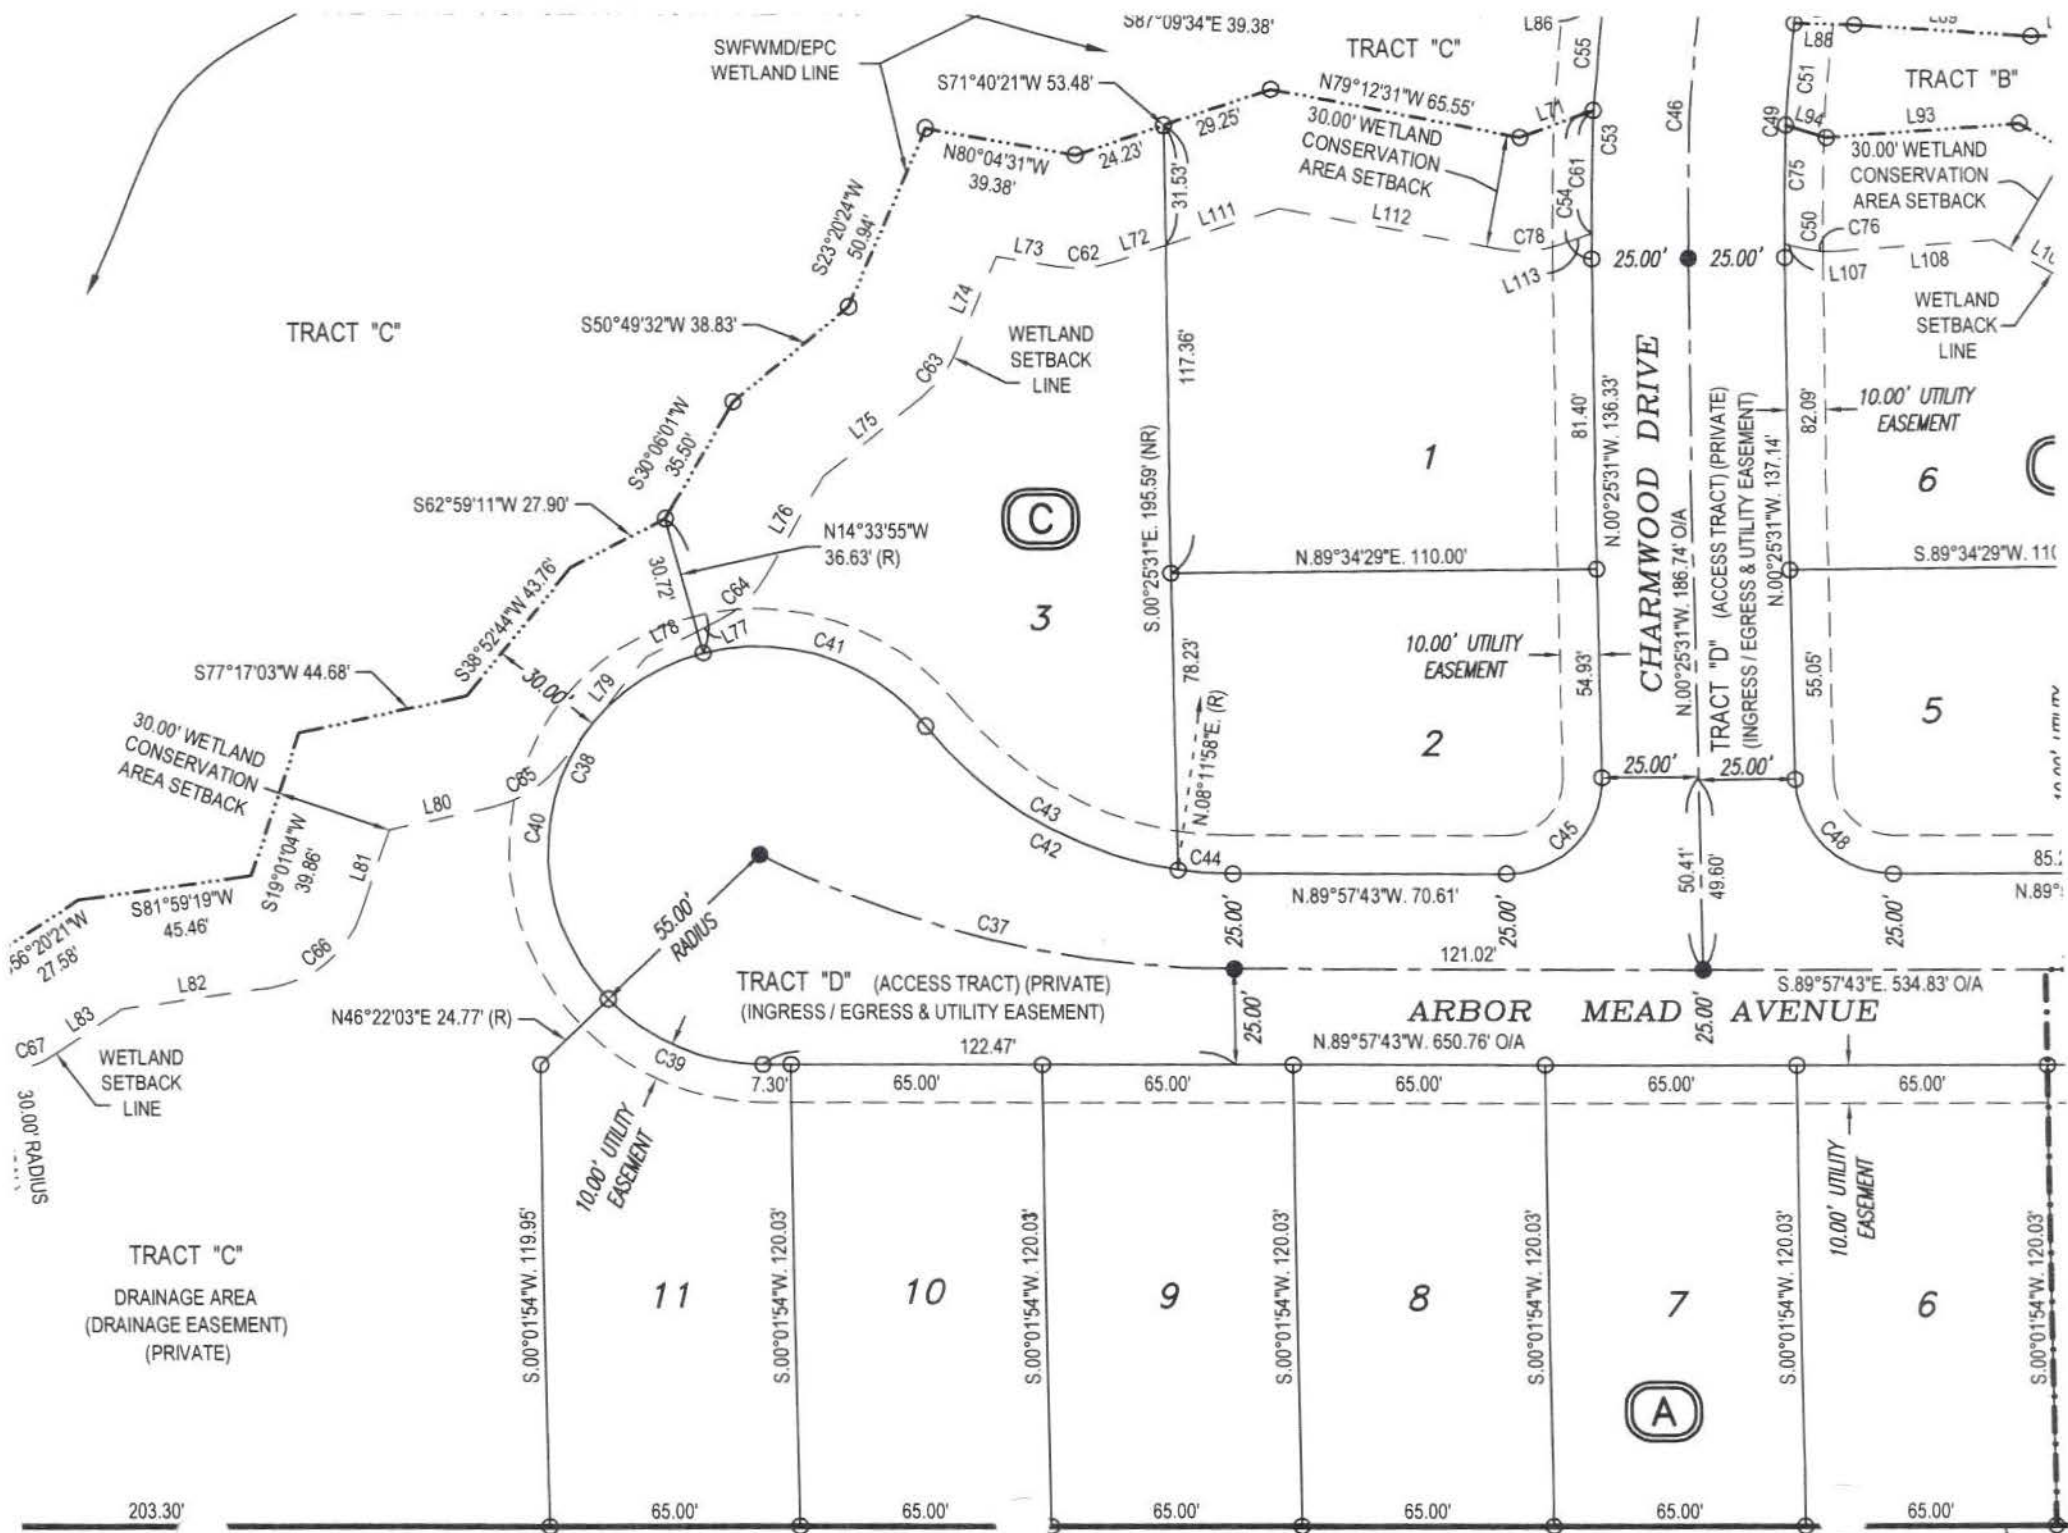 SWFWMD/EPC
WETLAND LINE
S87°09'34"E 39.38'
TRACT "C"
L86
C55
C46
L88
L89
C51
TRACT "B"
S71°40'21"W 53.48'
N79°12'31"W 65.55'
L71
C53
C49
L94
L93
29.25'
24.23'
N80°04'31"W
39.38'
30.00' WETLAND
CONSERVATION
AREA SETBACK
C61
C54
C75
C50
30.00' WETLAND
CONSERVATION
AREA SETBACK
31.53'
L111
L112
C78
L113
25.00'
25.00'
C76
L107
L108
S23°20'24"W
50.94'
L73
C62
L72
L74
WETLAND
SETBACK
LINE
TRACT "C"
S50°49'32"W 38.83'
WETLAND
SETBACK
LINE
C63
117.36'
L75
S30°06'01"W
35.50'
81.40'
N.00°25'31"W. 136.33'
CHARMWOOD DRIVE
N.00°25'31"W. 186.74' O/A
TRACT "D" (ACCESS TRACT) (PRIVATE)
(INGRESS / EGRESS & UTILITY EASEMENT)
N.00°25'31"W. 137.14'
82.09'
10.00' UTILITY
EASEMENT
1
6
S62°59'11"W 27.90'
L76
C
S.00°25'31"E. 195.59' (NR)
N14°33'55"W
36.63' (R)
30.72'
N.89°34'29"E. 110.00'
S.89°34'29"W. 110
S38°52'44"W 43.76'
C64
L77
L78
C41
3
10.00' UTILITY
EASEMENT
54.93'
55.05'
S77°17'03"W 44.68'
30.00'
L79
78.23'
N.08°11'58"E. (R)
2
5
30.00' WETLAND
CONSERVATION
AREA SETBACK
C65
C38
C40
L80
25.00'
25.00'
C43
C42
C45
C48
L81
S19°01'04"W
39.86'
C44
N.89°57'43"W. 70.61'
50.41'
49.60'
85.
N.89°
S81°59'19"W
45.46'
56°20'21"W
27.58'
C66
55.00'
RADIUS
C37
25.00'
25.00'
25.00'
121.02'
L82
L83
C67
TRACT "D" (ACCESS TRACT) (PRIVATE)
(INGRESS / EGRESS & UTILITY EASEMENT)
S.89°57'43"E. 534.83' O/A
ARBOR MEAD AVENUE
25.00'
25.00'
N46°22'03"E 24.77' (R)
122.47'
N.89°57'43"W. 650.76' O/A
WETLAND
SETBACK
LINE
C39
7.30'
65.00'
65.00'
65.00'
65.00'
65.00'
30.00' RADIUS
10.00' UTILITY
EASEMENT
10.00' UTILITY
EASEMENT
S.00°01'54"W. 119.95'
S.00°01'54"W. 120.03'
S.00°01'54"W. 120.03'
S.00°01'54"W. 120.03'
S.00°01'54"W. 120.03'
S.00°01'54"W. 120.03'
S.00°01'54"W. 120.03'
TRACT "C"
DRAINAGE AREA
(DRAINAGE EASEMENT)
(PRIVATE)
11
10
9
8
7
6
A
203.30'
65.00'
65.00'
65.00'
65.00'
65.00'
65.00'